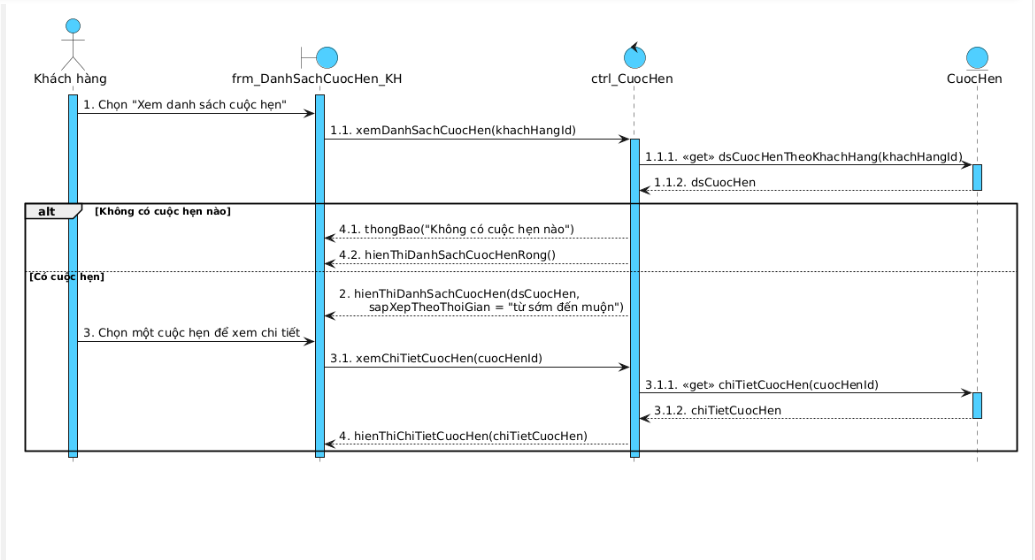 Khách hàng
frm_DanhSachCuocHen_KH
ctrl_CuocHen
CuocHen
1. Chọn "Xem danh sách cuộc hẹn"
1.1. xemDanhSachCuocHen(khachHangId)
1.1.1. «get» dsCuocHenTheoKhachHang(khachHangId)
1.1.2. dsCuocHen
alt
[Không có cuộc hẹn nào]
4.1. thongBao("Không có cuộc hẹn nào")
4.2. hienThiDanhSachCuocHenRong()
[Có cuộc hẹn]
2. hienThiDanhSachCuocHen(dsCuocHen,
sapXepTheoThoiGian = "từ sớm đến muộn")
3. Chọn một cuộc hẹn để xem chi tiết
3.1. xemChiTietCuocHen(cuocHenId)
3.1.1. «get» chiTietCuocHen(cuocHenId)
3.1.2. chiTietCuocHen
4. hienThiChiTietCuocHen(chiTietCuocHen)